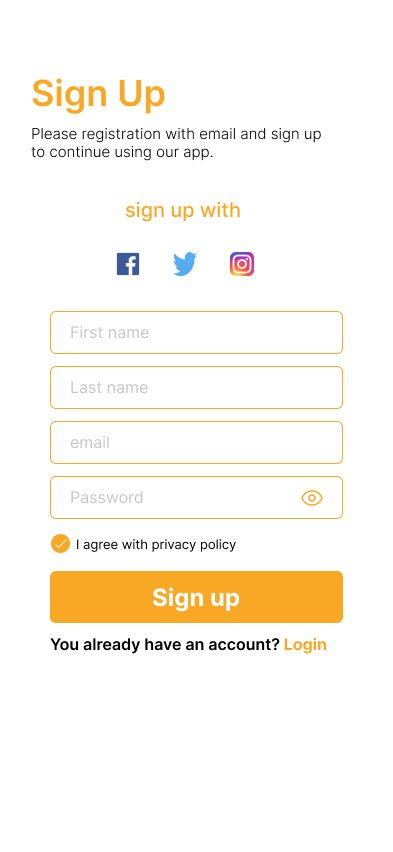 Sign Up
Please registration with email and sign up
to continue using our app.
sign up with
First name
Last name
email
Password
I agree with privacy policy
Sign up
You already have an account? Login